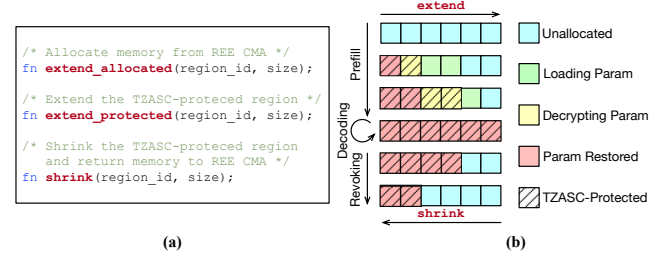 /* Allocate memory from REE CMA */
fn extend_allocated(region_id, size);
/* Extend the TZASC-proteced region */
fn extend_protected(region_id, size);
/* Shrink the TZASC-proteced region
and return memory to REE CMA */
fn shrink(region_id, size);
(a)
extend
Prefill
Decoding
Revoking
shrink
(b)
Unallocated
Loading Param
Decrypting Param
Param Restored
TZASC-Protected